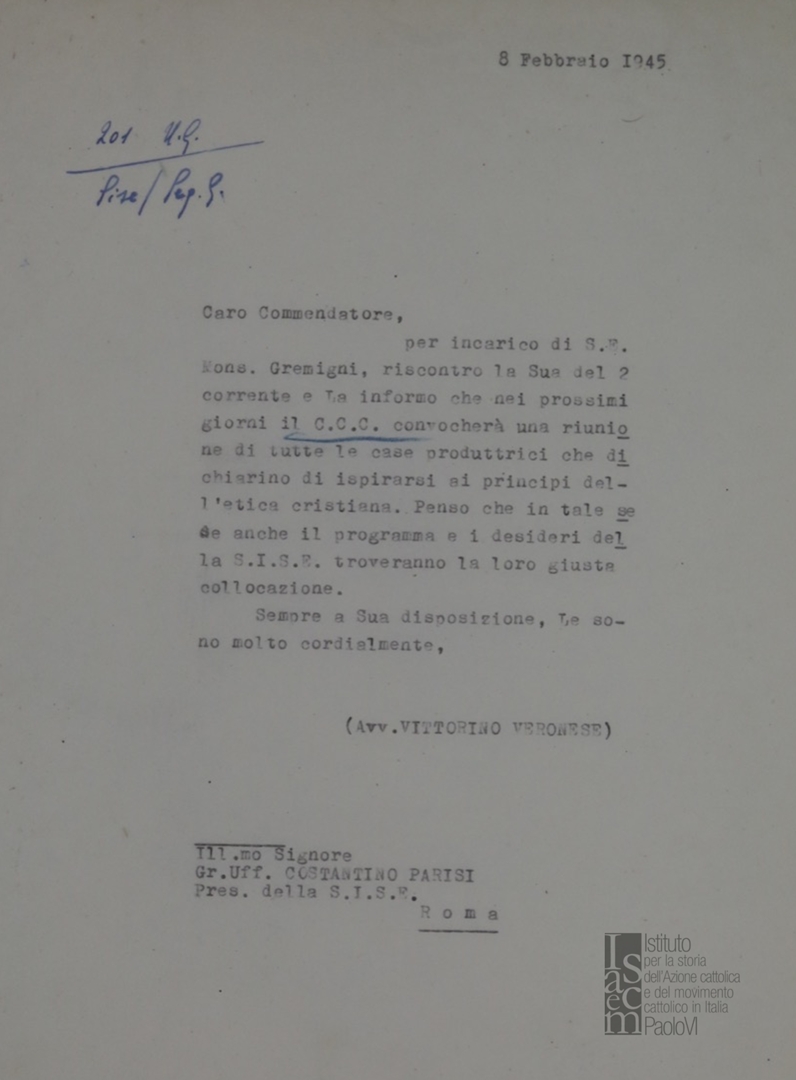 8 Febbraio 1945
201 U.G.
Caro Commendatore,
per incarico di S.E.
Mons. Gremigni, riscontro la Sua del 2
corrente e La informo che nei prossimi
giorni il C.C.C. convocherà una riunio
ne di tutte le case produttrici che di
chiarino di ispirarsi ai principi del-
l'etica cristiana. Penso che in tale se
de anche il programma e i desideri del
la S.I.S.E. troveranno la loro giusta
collocazione.
Sempre a Sua disposizione, Le so-
no molto cordialmente,
(Avv.VITTORINO VERONESE)
Ill.mo Signore
Gr.Uff. COSTANTINO PARISI
Pres. della S.I.S.E.
Roma
Isacem
Istituto
per la storia
dell'Azione cattolica
e del movimento
cattolico in Italia
PaoloVI